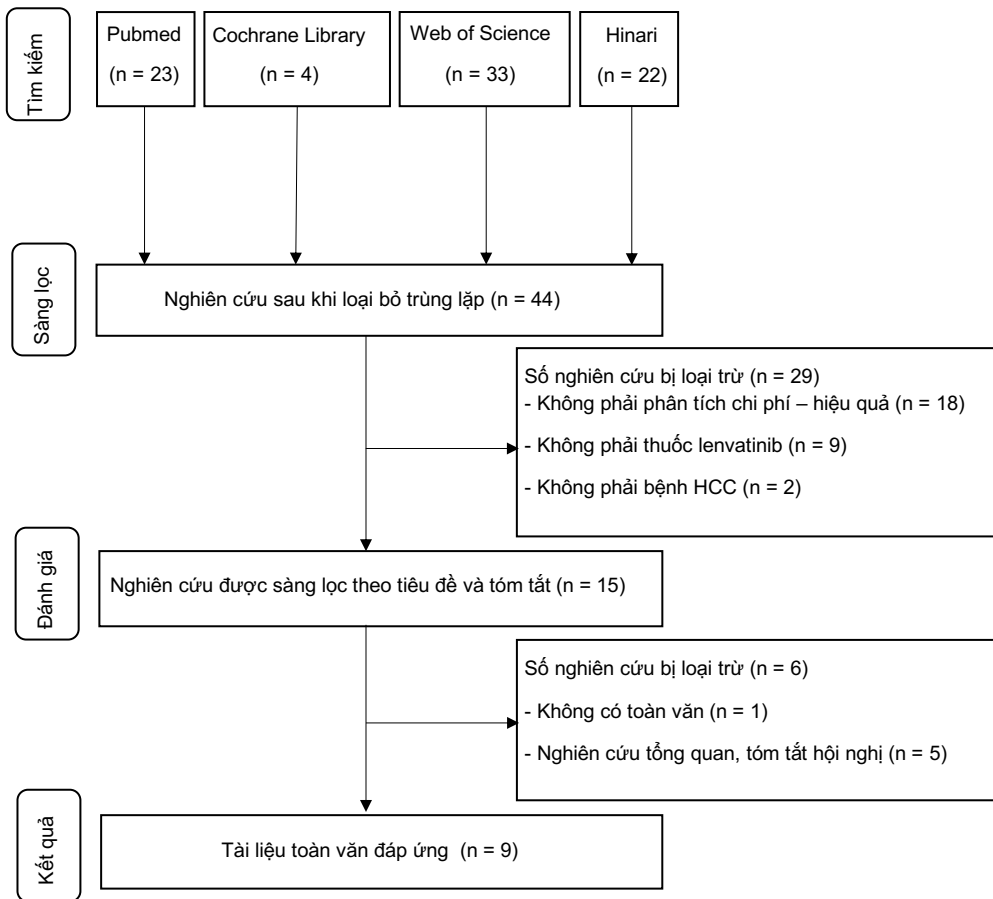 Tìm kiếm
Pubmed
(n = 23)
Cochrane Library
(n = 4)
Web of Science
(n = 33)
Hinari
(n = 22)
Sàng lọc
Nghiên cứu sau khi loại bỏ trùng lặp (n = 44)
Số nghiên cứu bị loại trừ (n = 29)
- Không phải phân tích chi phí – hiệu quả (n = 18)
- Không phải thuốc lenvatinib (n = 9)
- Không phải bệnh HCC (n = 2)
Đánh giá
Nghiên cứu được sàng lọc theo tiêu đề và tóm tắt (n = 15)
Số nghiên cứu bị loại trừ (n = 6)
- Không có toàn văn (n = 1)
- Nghiên cứu tổng quan, tóm tắt hội nghị (n = 5)
Kết quả
Tài liệu toàn văn đáp ứng (n = 9)